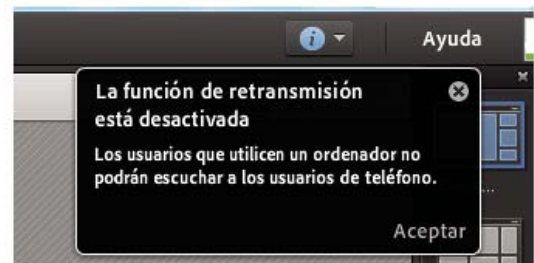 Ayuda
La función de retransmisión
está desactivada
Los usuarios que utilicen un ordenador no
podrán escuchar a los usuarios de teléfono.
...
Aceptar